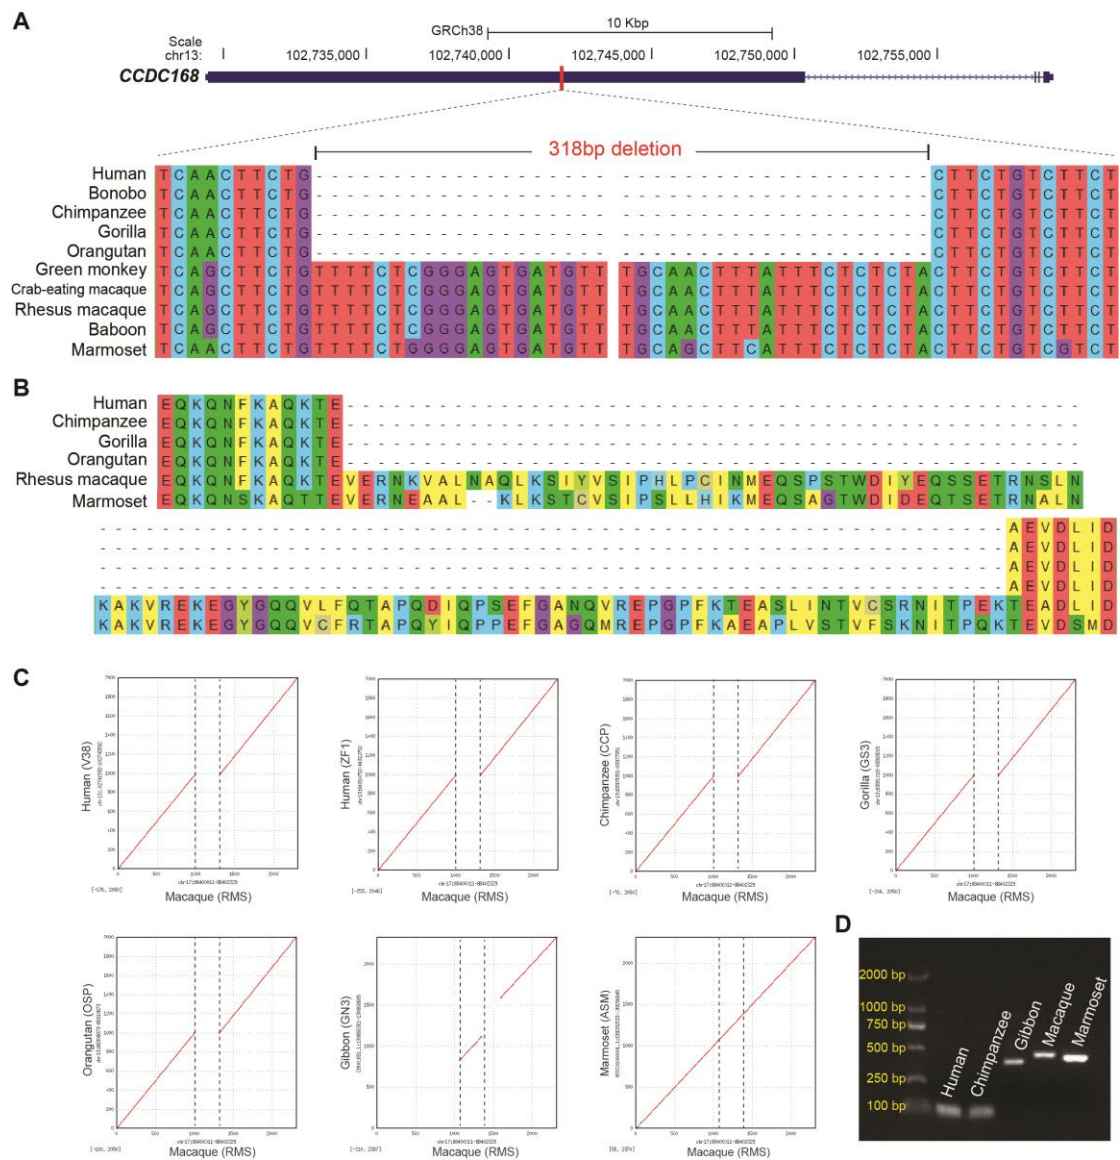 A
GRCh38 10 Kbp
Scale
chr13: 102,735,000 102,740,000 102,745,000 102,750,000 102,755,000
CCDC168
318bp deletion
Human TCAACTTCTG CTTCTGTCTTCT
Bonobo TCAACTTCTG CTTCTGTCTTCT
Chimpanzee TCAACTTCTG CTTCTGTCTTCT
Gorilla TCAACTTCTG CTTCTGTCTTCT
Orangutan TCAACTTCTG CTTCTGTCTTCT
Green monkey TCAGCTTCTGTTTTCTCGGGAGTGATGTT TGCAACTTTATTTCTCTCTACTTCTGTCTTCT
Crab-eating macaque TCAGCTTCTGTTTTCTCGGGAGTGATGTT TGCAACTTTATTTCTCTCTACTTCTGTCTTCT
Rhesus macaque TCAGCTTCTGTTTTCTCGGGAGTGATGTT TGCAACTTTATTTCTCTCTACTTCTGTCTTCT
Baboon TCAGCTTCTGTTTTCTCGGGAGTGATGTT TGCAACTTTATTTCTCTCTACTTCTGTCTTCT
Marmoset TCAACTTCTGTTTTCTGGGGAGTGATGTT TGCAGCTTCATTTCTCTCTACTTCTGTCGTCT
B
Human EQKQNFKAQKTE
Chimpanzee EQKQNFKAQKTE
Gorilla EQKQNFKAQKTE
Orangutan EQKQNFKAQKTE
Rhesus macaque EQKQNFKAQKTEVERNKVALNAQLKSIYVSIPHLPCINMEQSPSTWDIYEQSSETRNSLN
Marmoset EQKQNSKAQTTEVERNEAAL--KLKSTCVSIPSLLHIKMEQSAGTWDIDEQTSETRNALN
AEVDLID
AEVDLID
AEVDLID
AEVDLID
KAKVREKEGYGQQVLFQTAPQDIQPSEFGANQVREPGPFKTEASLINTVCSRNITPEKTEADLID
KAKVREKEGYGQQVCFRTAPQYIQPPEFGAGQMREPGPFKAEAPLVSTVFSKNITPQKTEVDSMD
C
Human (V38)
Macaque (RMS)
Human (ZF1)
Macaque (RMS)
Chimpanzee (CCP)
Macaque (RMS)
Gorilla (GS3)
Macaque (RMS)
Orangutan (OSP)
Macaque (RMS)
Gibbon (GN3)
Macaque (RMS)
Marmoset (ASM)
Macaque (RMS)
D
2000 bp
1000 bp
750 bp
500 bp
250 bp
100 bp
Human
Chimpanzee
Gibbon
Macaque
Marmoset